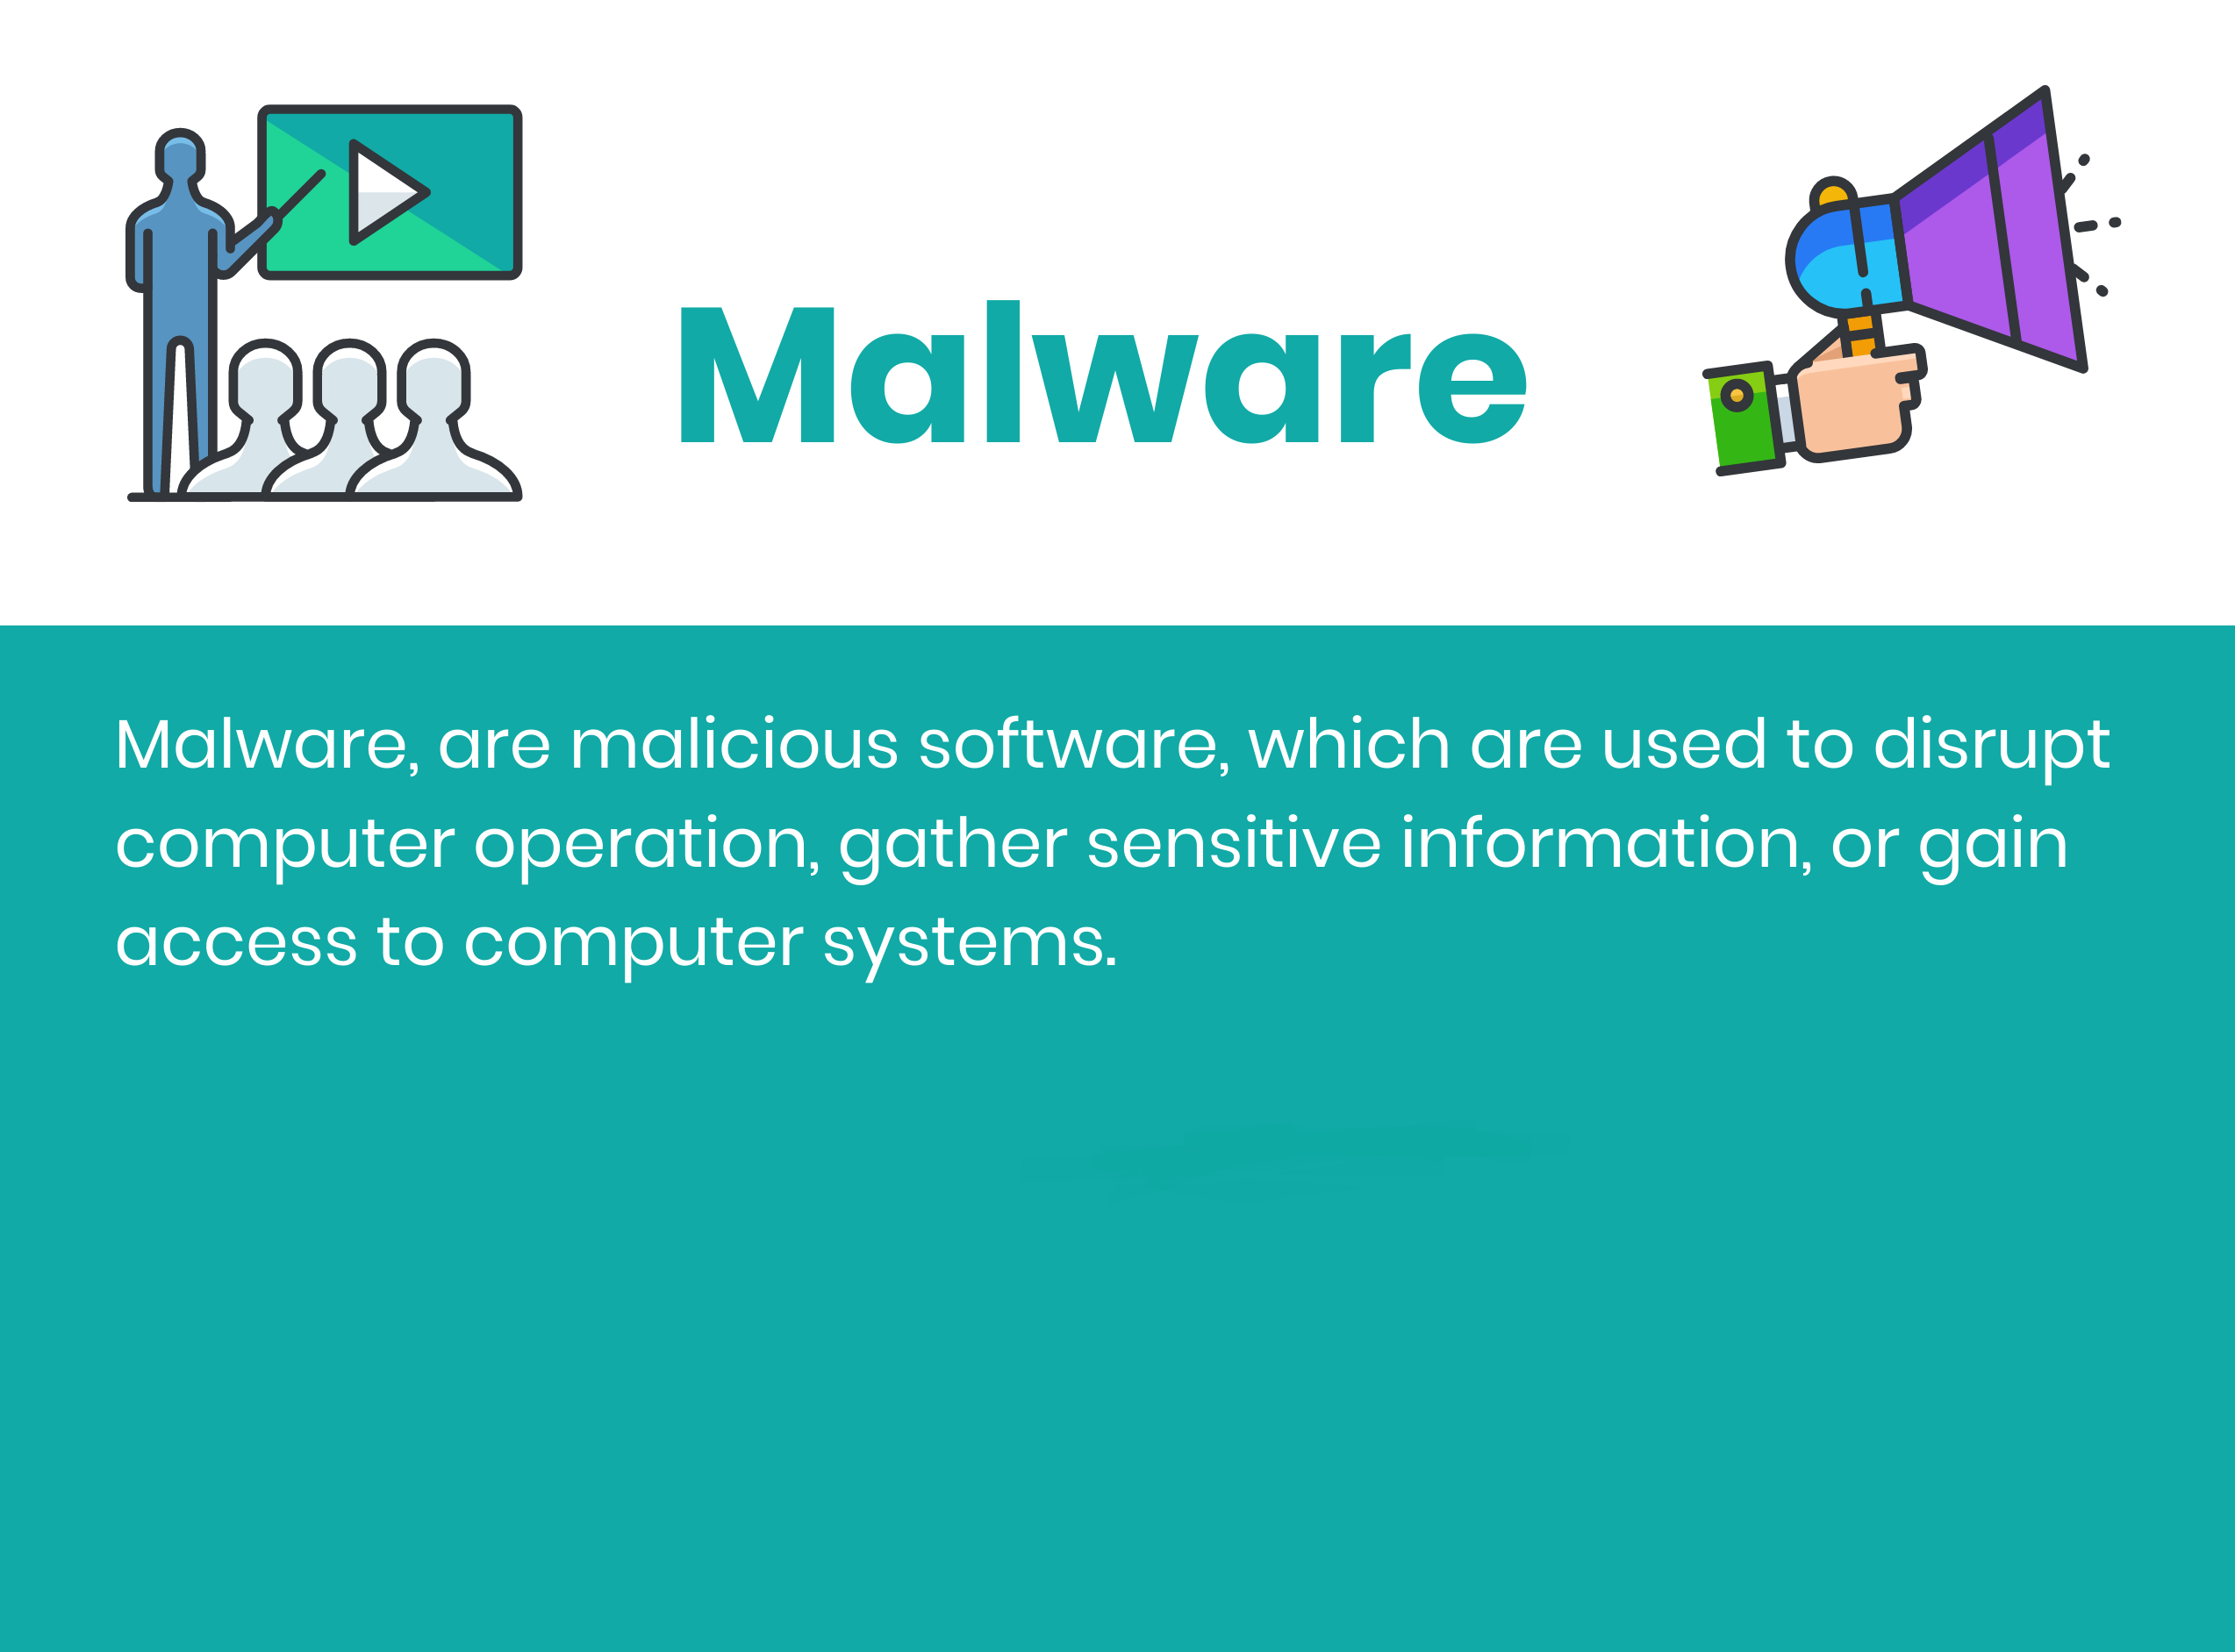 Malware
Malware, are malicious software, which are used to disrupt
computer operation, gather sensitive information, or gain
access to computer systems.